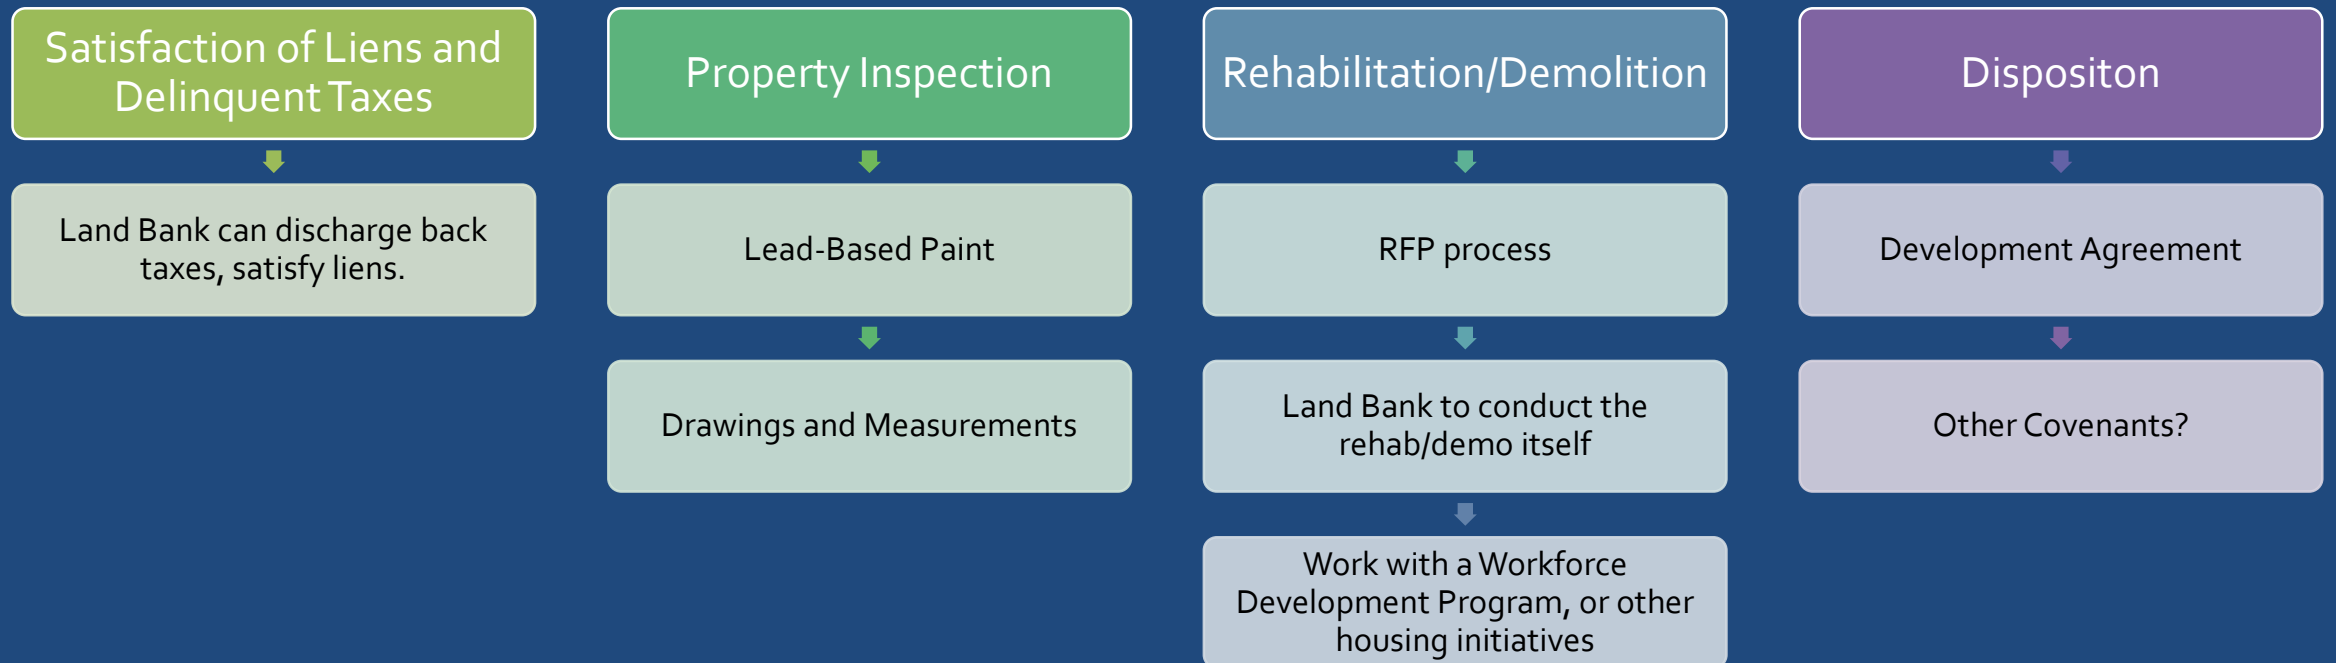 Satisfaction of Liens and
Delinquent Taxes
Land Bank can discharge back
taxes, satisfy liens.
Property Inspection
Lead-Based Paint
Drawings and Measurements
Rehabilitation/Demolition
RFP process
Land Bank to conduct the
rehab/demo itself
Work with a Workforce
Development Program, or other
housing initiatives
Dispositon
Development Agreement
Other Covenants?